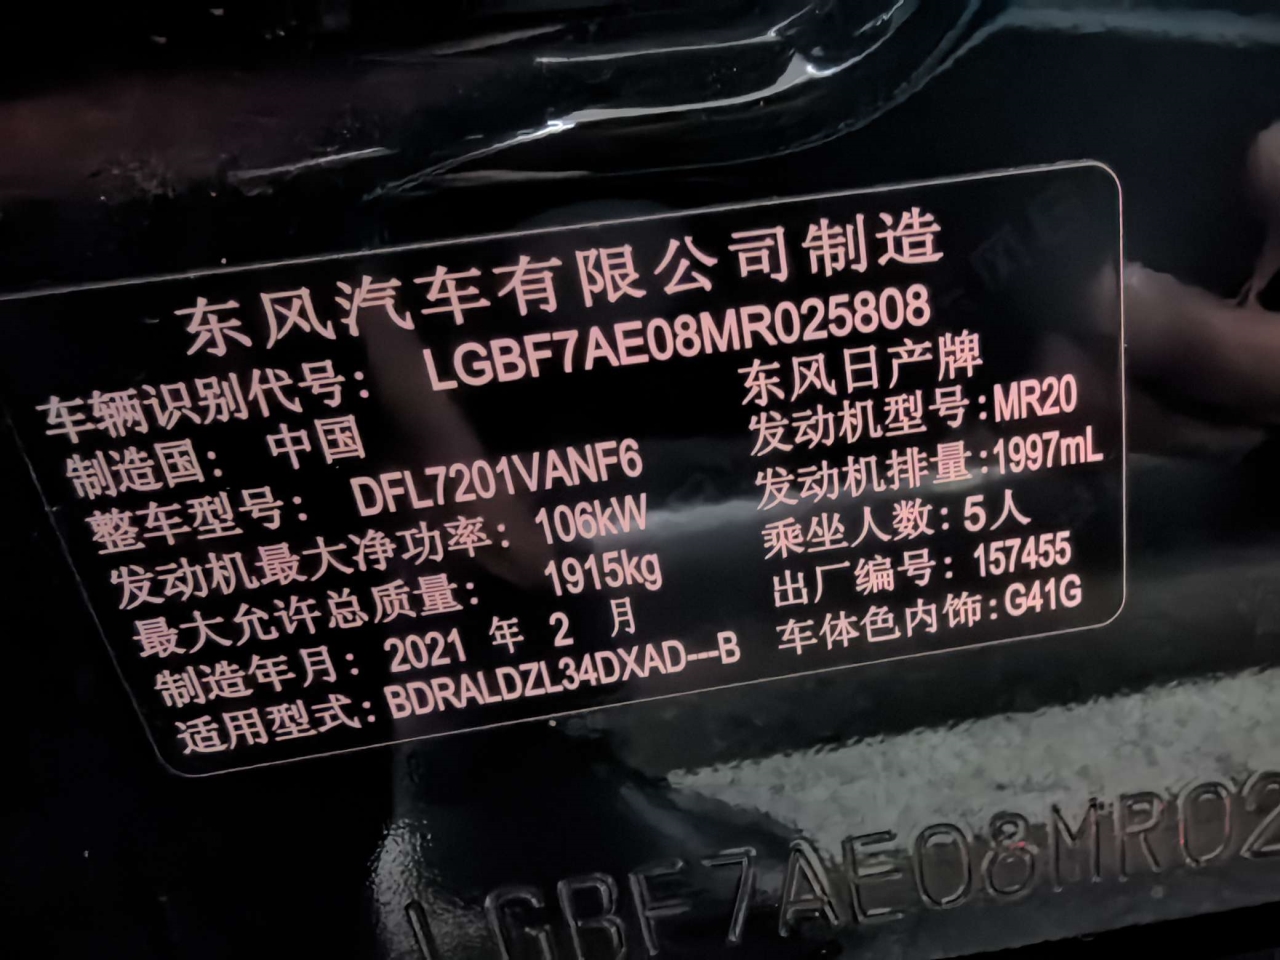 东风汽车有限公司制造
车辆识别代号： LGBF7AE08MR025808
制造国： 中国 东风日产牌
整车型号： DFL7201VANF6 发动机型号:MR20
发动机最大净功率： 106kW 发动机排量:1997mL
最大允许总质量： 1915kg 乘坐人数: 5人
制造年月: 2021 年 2 月 出厂编号: 157455
适用型式: BDRALDZL34DXAD---B 车体色内饰:G41G
LGBF7AE08MR02